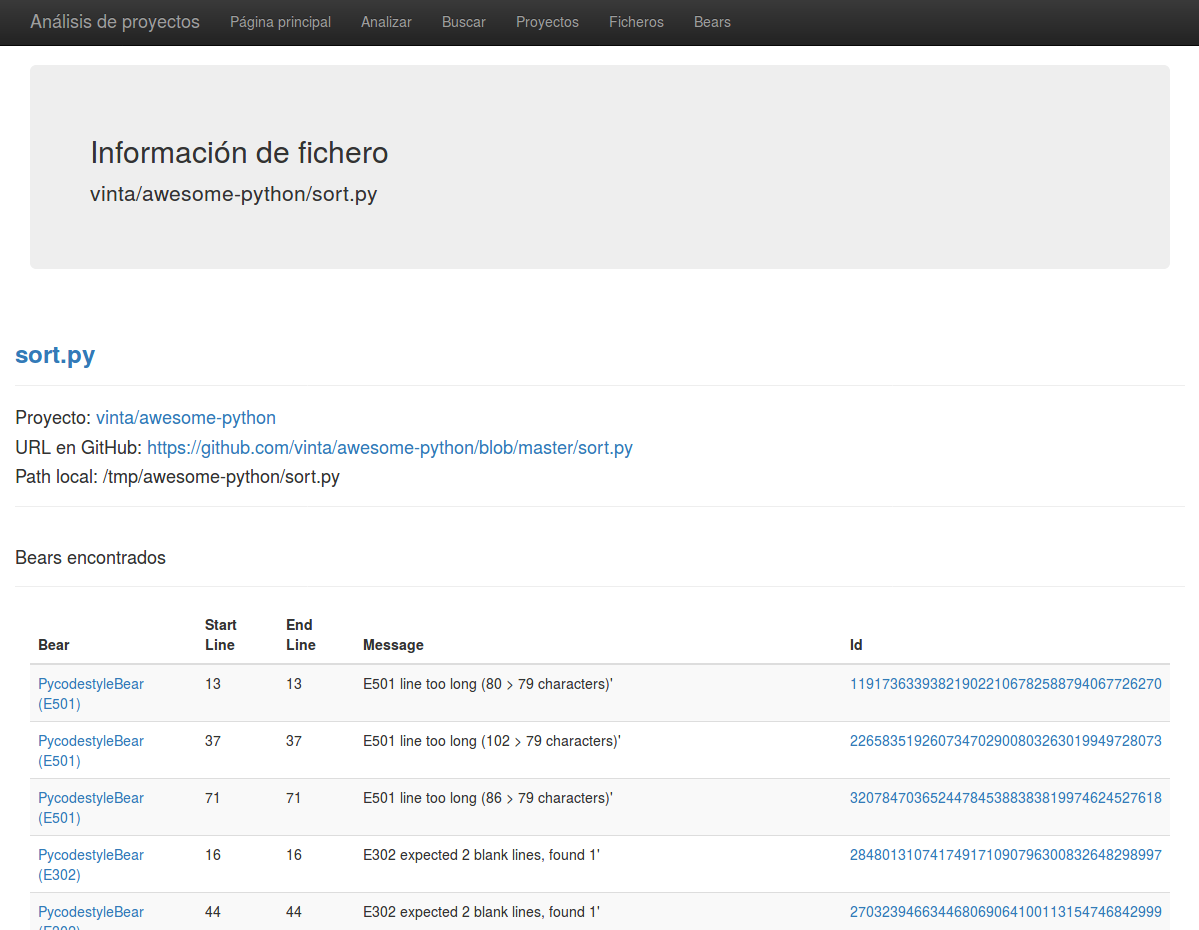 Análisis de proyectos Página principal Analizar Buscar Proyectos Ficheros Bears
Información de fichero
vinta/awesome-python/sort.py
sort.py
Proyecto: vinta/awesome-python
URL en GitHub: https://github.com/vinta/awesome-python/blob/master/sort.py
Path local: /tmp/awesome-python/sort.py
Bears encontrados
Bear Start Line End Line Message Id
PycodestyleBear (E501) 13 13 E501 line too long (80 > 79 characters)' 119173633938219022106782588794067726270
PycodestyleBear (E501) 37 37 E501 line too long (102 > 79 characters)' 226583519260734702900803263019949728073
PycodestyleBear (E501) 71 71 E501 line too long (86 > 79 characters)' 320784703652447845388383819974624527618
PycodestyleBear (E302) 16 16 E302 expected 2 blank lines, found 1' 284801310741749171090796300832648298997
PycodestyleBear 44 44 E302 expected 2 blank lines, found 1' 270323946634468069064100113154746842999